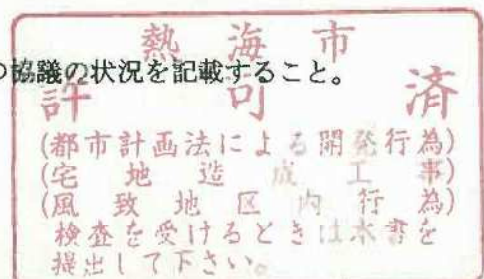 熱海市
の協議の状況を記載すること。
許可済
(都市計画法による開発行為)
(宅地造成工事)
(風致地区内行為)
検査を受けるときは本書を
提出して下さい。